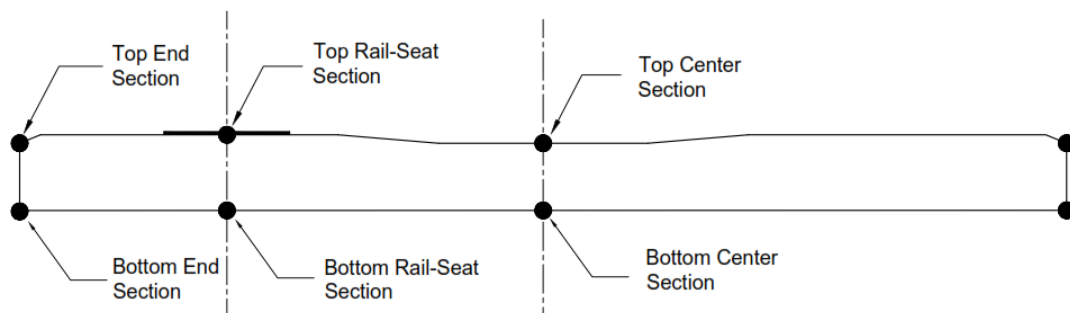 Top End
Section
Top Rail-Seat
Section
Top Center
Section
Bottom End
Section
Bottom Rail-Seat
Section
Bottom Center
Section